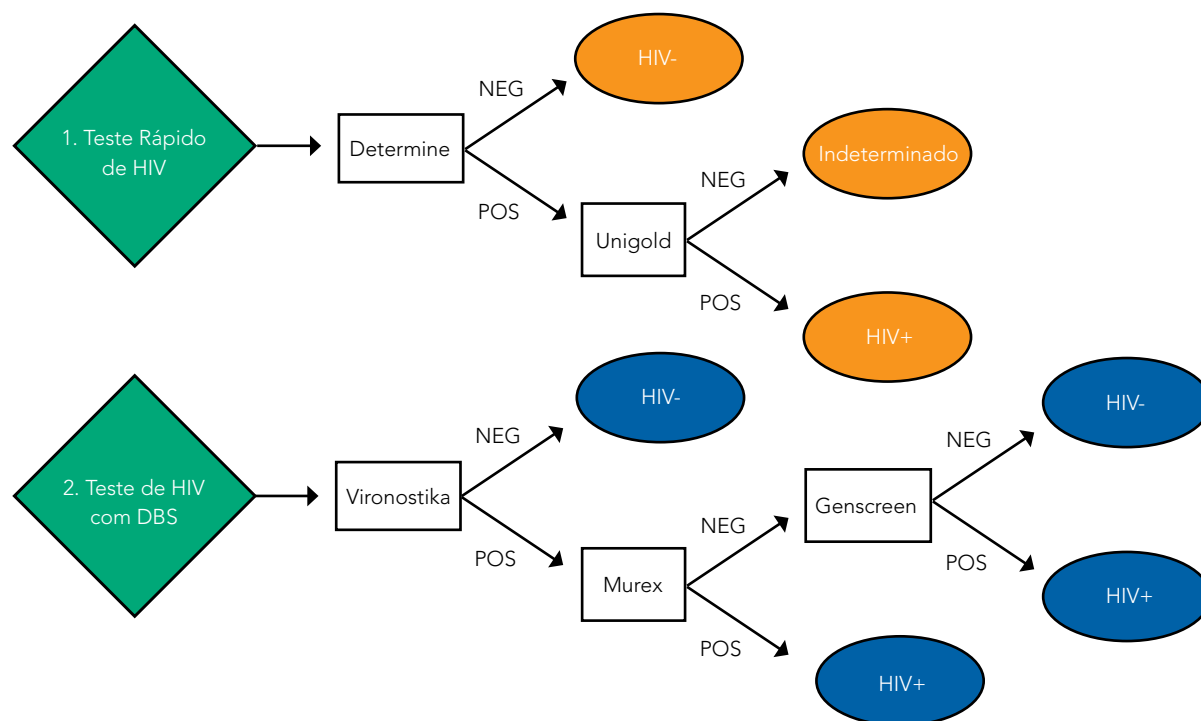 HIV-
NEG
1. Teste Rápido
de HIV
Determine
Indeterminado
NEG
POS
Unigold
POS
HIV+
HIV-
HIV-
NEG
NEG
2. Teste de HIV
com DBS
Vironostika
Genscreen
NEG
POS
POS
Murex
HIV+
POS
HIV+